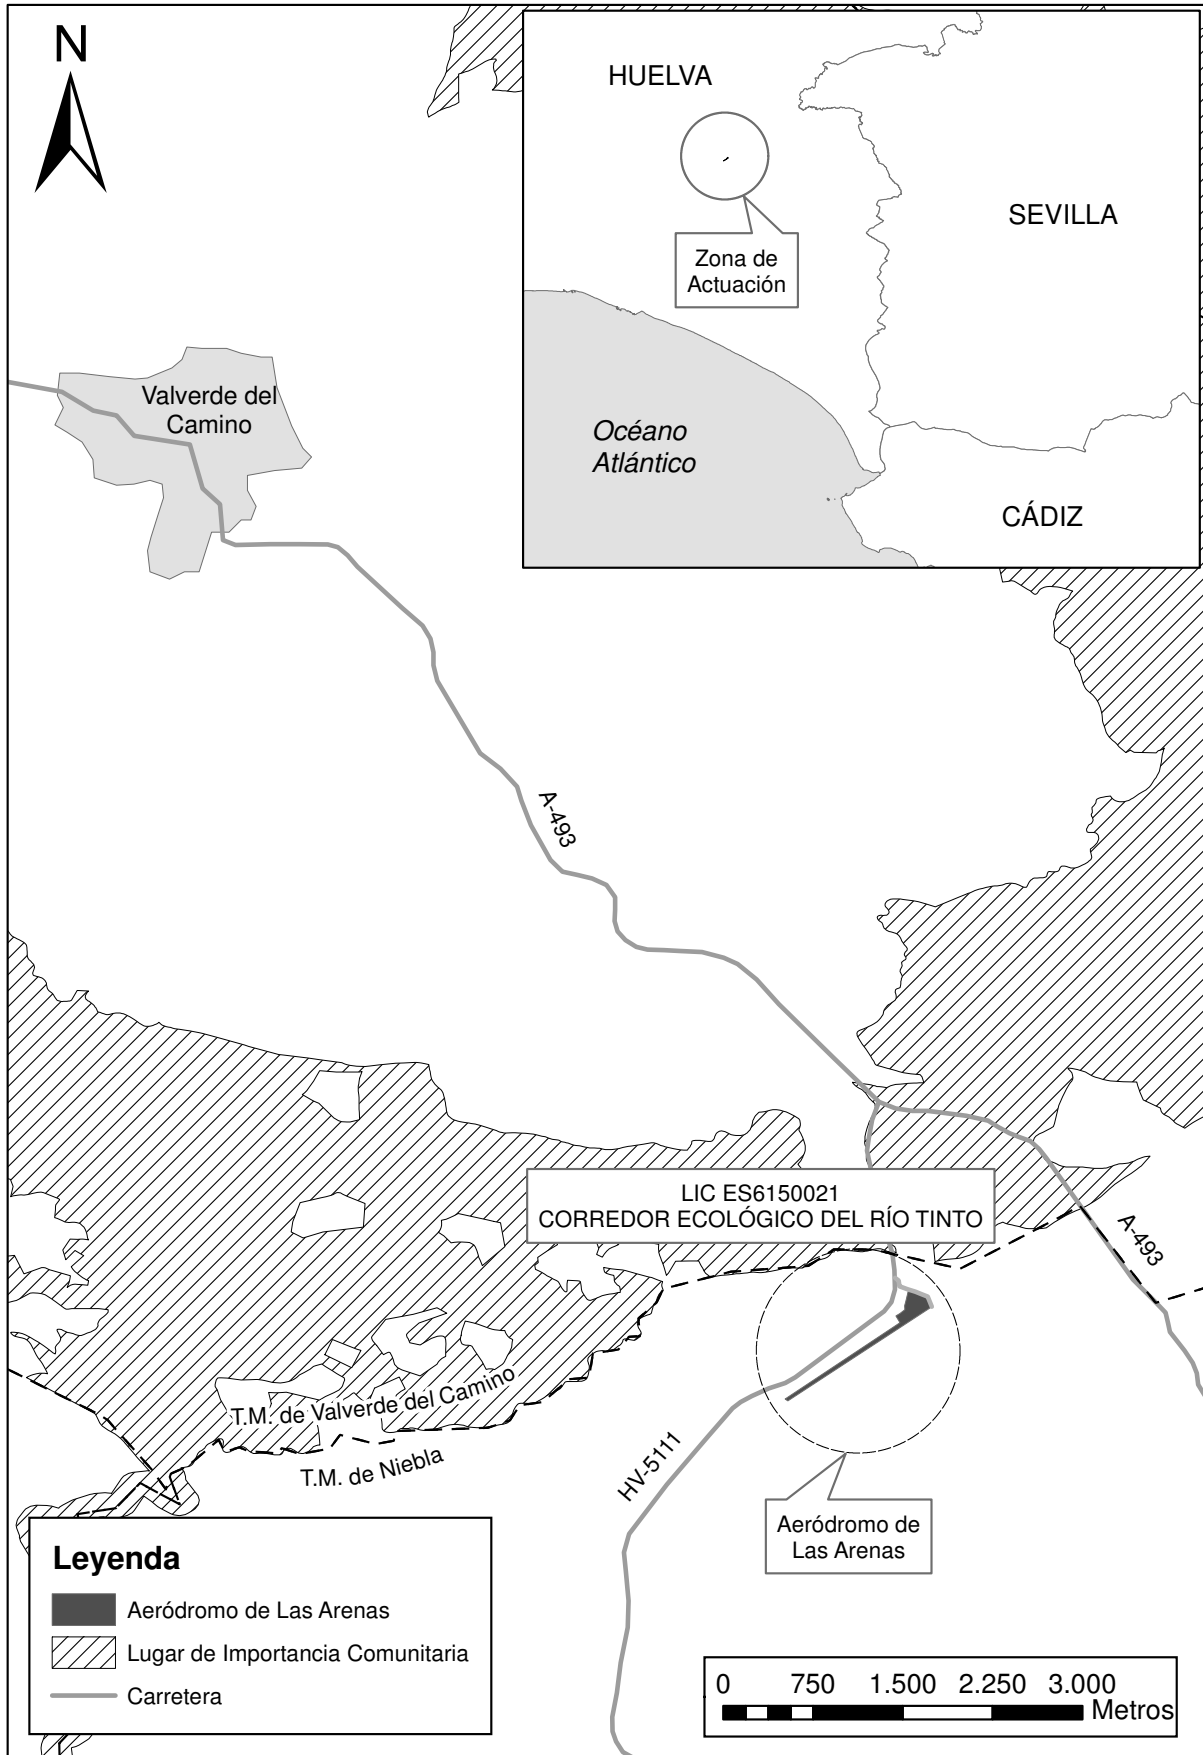 N
HUELVA
SEVILLA
Zona de
Actuación
Océano
Atlántico
CÁDIZ
Valverde del
Camino
A-493
LIC ES6150021
CORREDOR ECOLÓGICO DEL RÍO TINTO
A-493
T.M. de Valverde del Camino
T.M. de Niebla
HV-5111
Aeródromo de
Las Arenas
Leyenda
Aeródromo de Las Arenas
Lugar de Importancia Comunitaria
Carretera
0 750 1.500 2.250 3.000
Metros